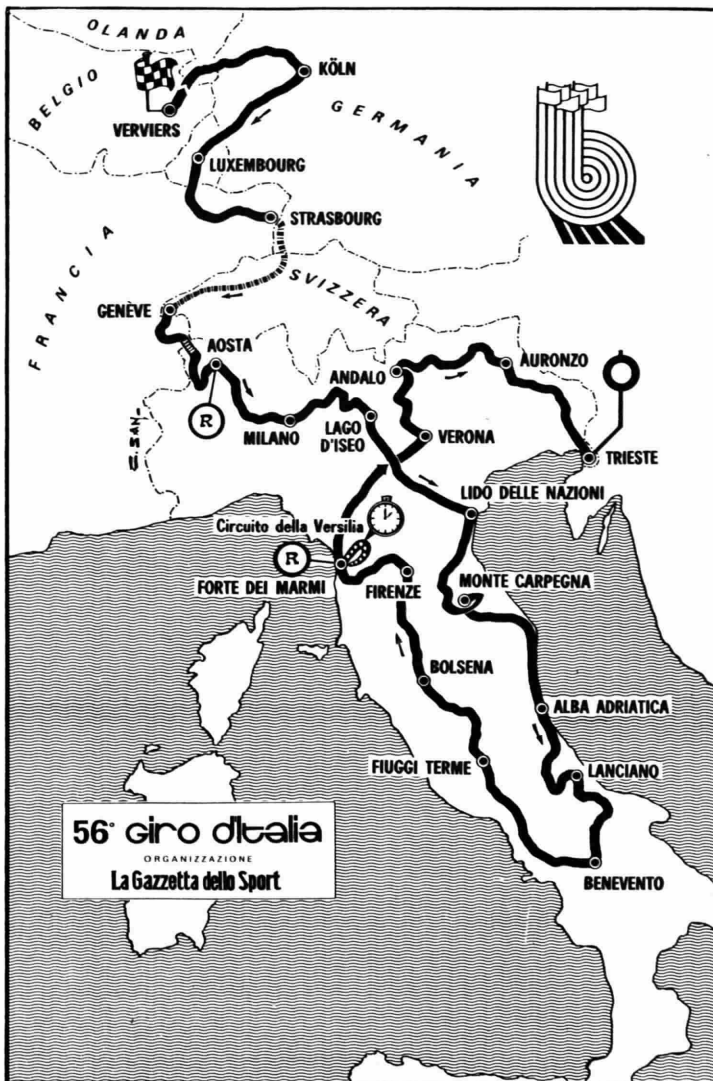 OLANDA
BELGIO
KÖLN
VERVIERS
GERMANIA
LUXEMBOURG
STRASBOURG
FRANCIA
SVIZZERA
GENÈVE
AOSTA
R
ANDALO
AURONZO
MILANO
LAGO
D'ISEO
VERONA
TRIESTE
LIDO DELLE NAZIONI
Circuito della Versilia
R
FORTE DEI MARMI
FIRENZE
MONTE CARPEGNA
BOLSENA
ALBA ADRIATICA
FIUGGI TERME
LANCIANO
56° giro d'italia
ORGANIZZAZIONE
La Gazzetta dello Sport
BENEVENTO